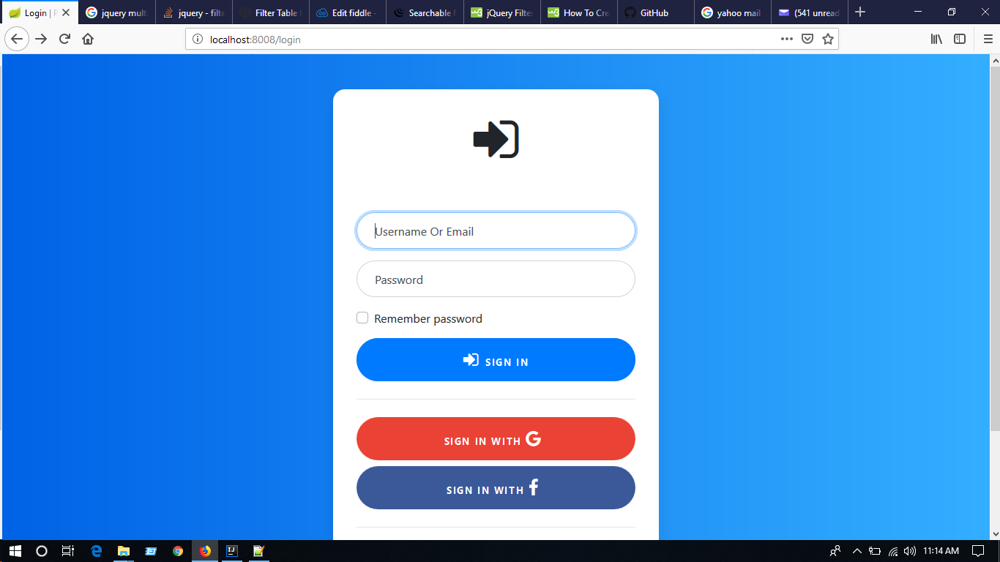 Login | P
jquery multi
jquery - filte
Filter Table
Edit fiddle -
Searchable
jQuery Filter
How To Cre
GitHub
yahoo mail
(541 unread
localhost:8008/login
Username Or Email
Password
Remember password
SIGN IN
SIGN IN WITH G
SIGN IN WITH f
11:14 AM